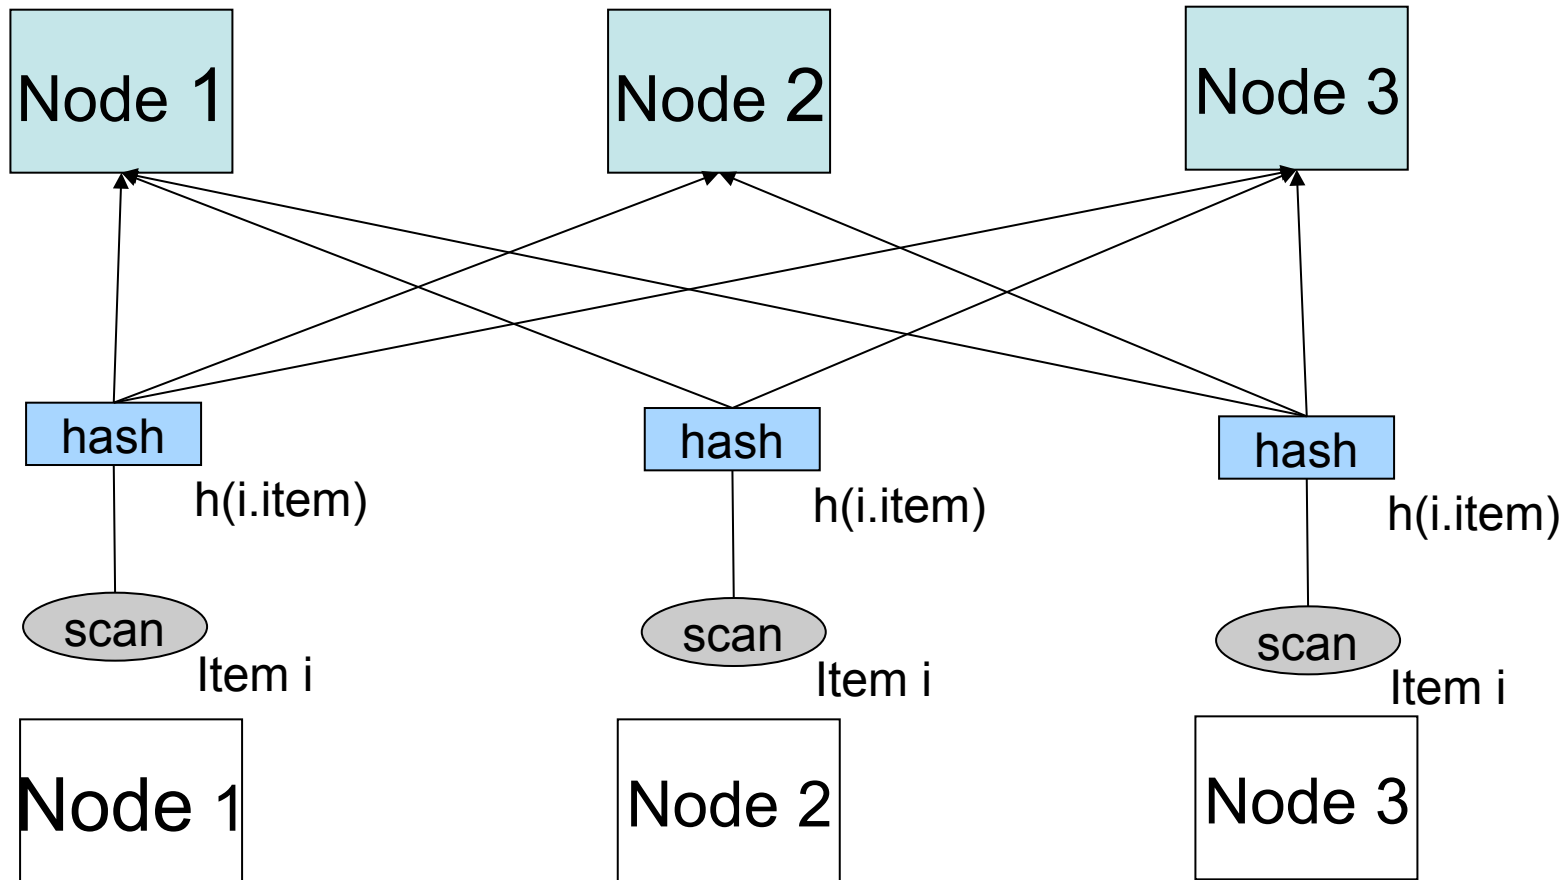 Node 1
Node 2
Node 3
hash
hash
hash
h(i.item)
h(i.item)
h(i.item)
scan
scan
scan
Item i
Item i
Item i
Node 1
Node 2
Node 3